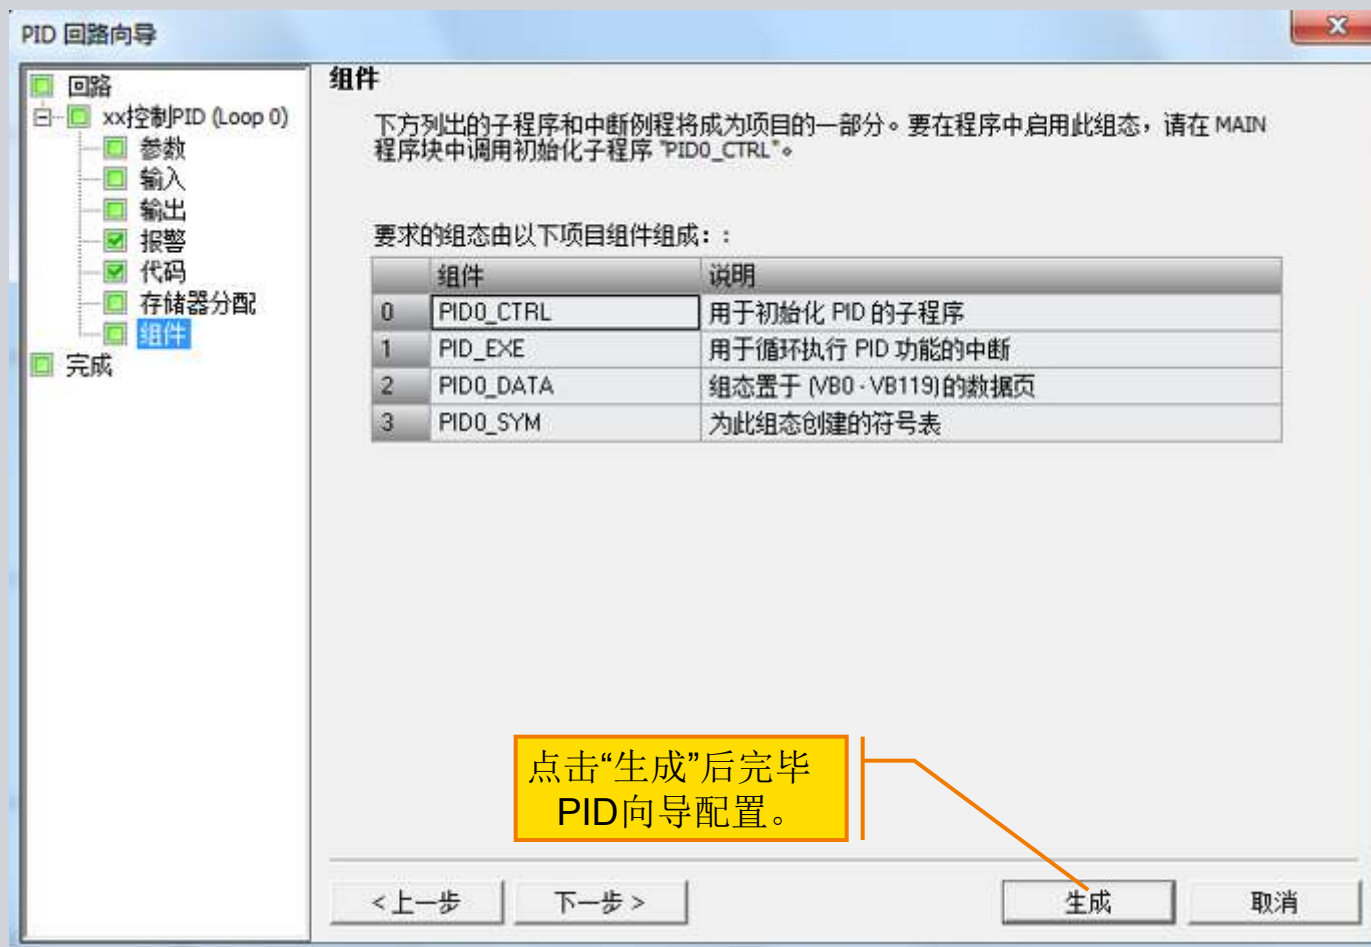 PID 回路向导
回路
xx控制PID (Loop 0)
参数
输入
输出
报警
代码
存储器分配
组件
完成
组件
下方列出的子程序和中断例程将成为项目的一部分。要在程序中启用此组态，请在 MAIN
程序块中调用初始化子程序 "PID0_CTRL"。
要求的组态由以下项目组件组成: :
组件 说明
0 PID0_CTRL 用于初始化 PID 的子程序
1 PID_EXE 用于循环执行 PID 功能的中断
2 PID0_DATA 组态置于 (VB0 - VB119)的数据页
3 PID0_SYM 为此组态创建的符号表
点击“生成”后完毕
PID向导配置。
<上一步 下一步> 生成 取消